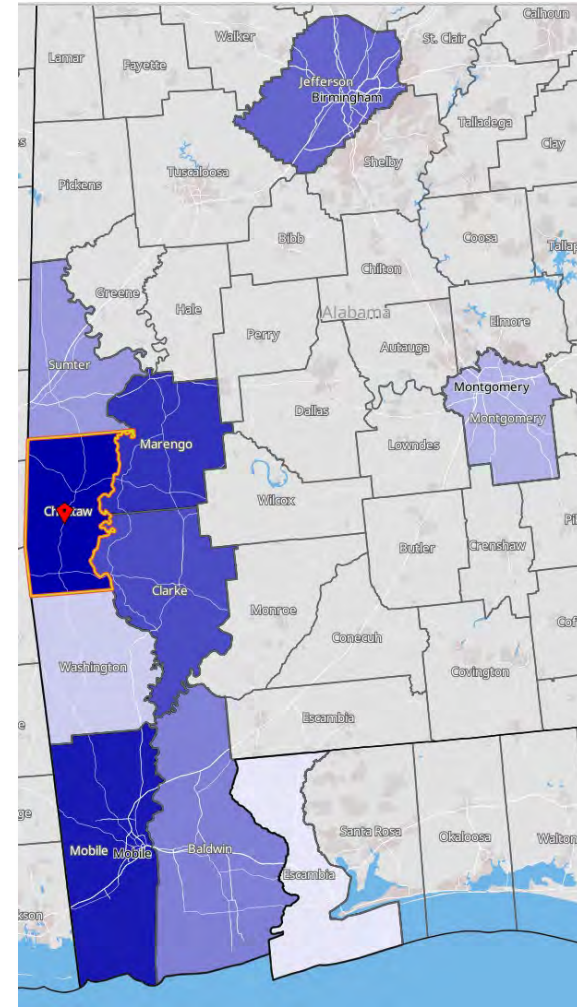 Calhoun
Walker
St. Clair
Lamar
Fayette
Jefferson
Birmingham
Talladega
Clay
Shelby
Tuscaloosa
Pickens
Bibb
Coosa
Chilton
Greene
Hale
Alabama
Elmore
Perry
Autauga
Sumter
Dallas
Montgomery
Montgomery
Marengo
Lowndes
Wilcox
Clarke
Butler
Crenshaw
Monroe
Conecuh
Washington
Covington
Escambia
Santa Rosa
Okaloosa
Walton
Mobile
Mobile
Baldwin
Escambia